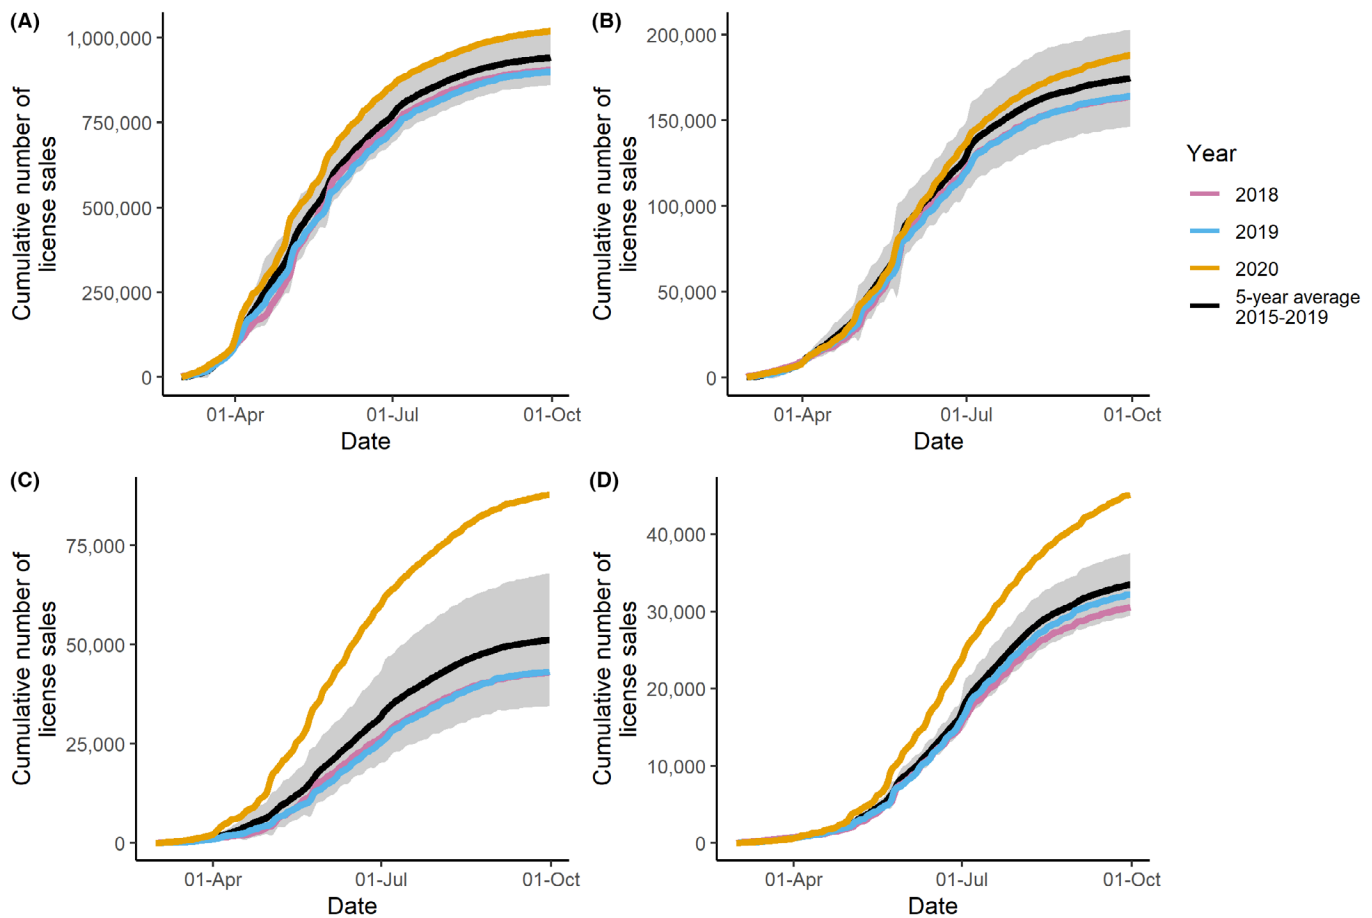 (A)
Cumulative number of
license sales
1,000,000
750,000
500,000
250,000
0
01-Apr
01-Jul
01-Oct
Date
(B)
Cumulative number of
license sales
200,000
150,000
100,000
50,000
0
01-Apr
01-Jul
01-Oct
Date
Year
2018
2019
2020
5-year average
2015-2019
(C)
Cumulative number of
license sales
75,000
50,000
25,000
0
01-Apr
01-Jul
01-Oct
Date
(D)
Cumulative number of
license sales
40,000
30,000
20,000
10,000
0
01-Apr
01-Jul
01-Oct
Date